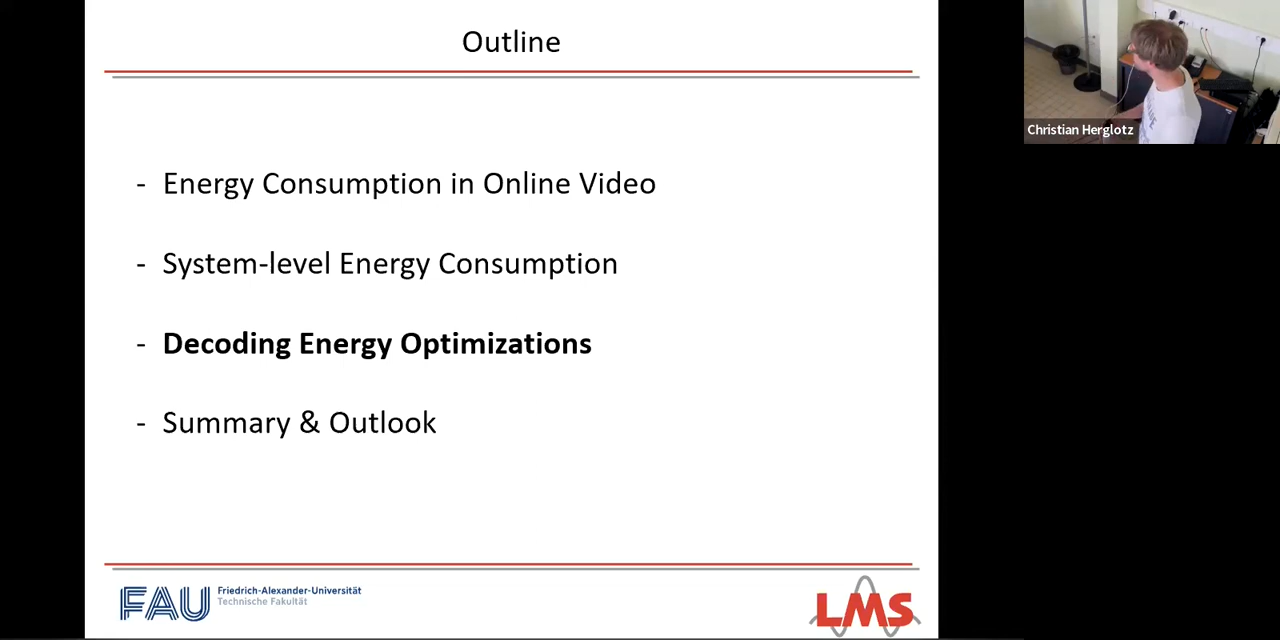 Outline
- Energy Consumption in Online Video
- System-level Energy Consumption
- Decoding Energy Optimizations
- Summary & Outlook
FAU Friedrich-Alexander-Universität
Technische Fakultät
LMS
Christian Herglotz